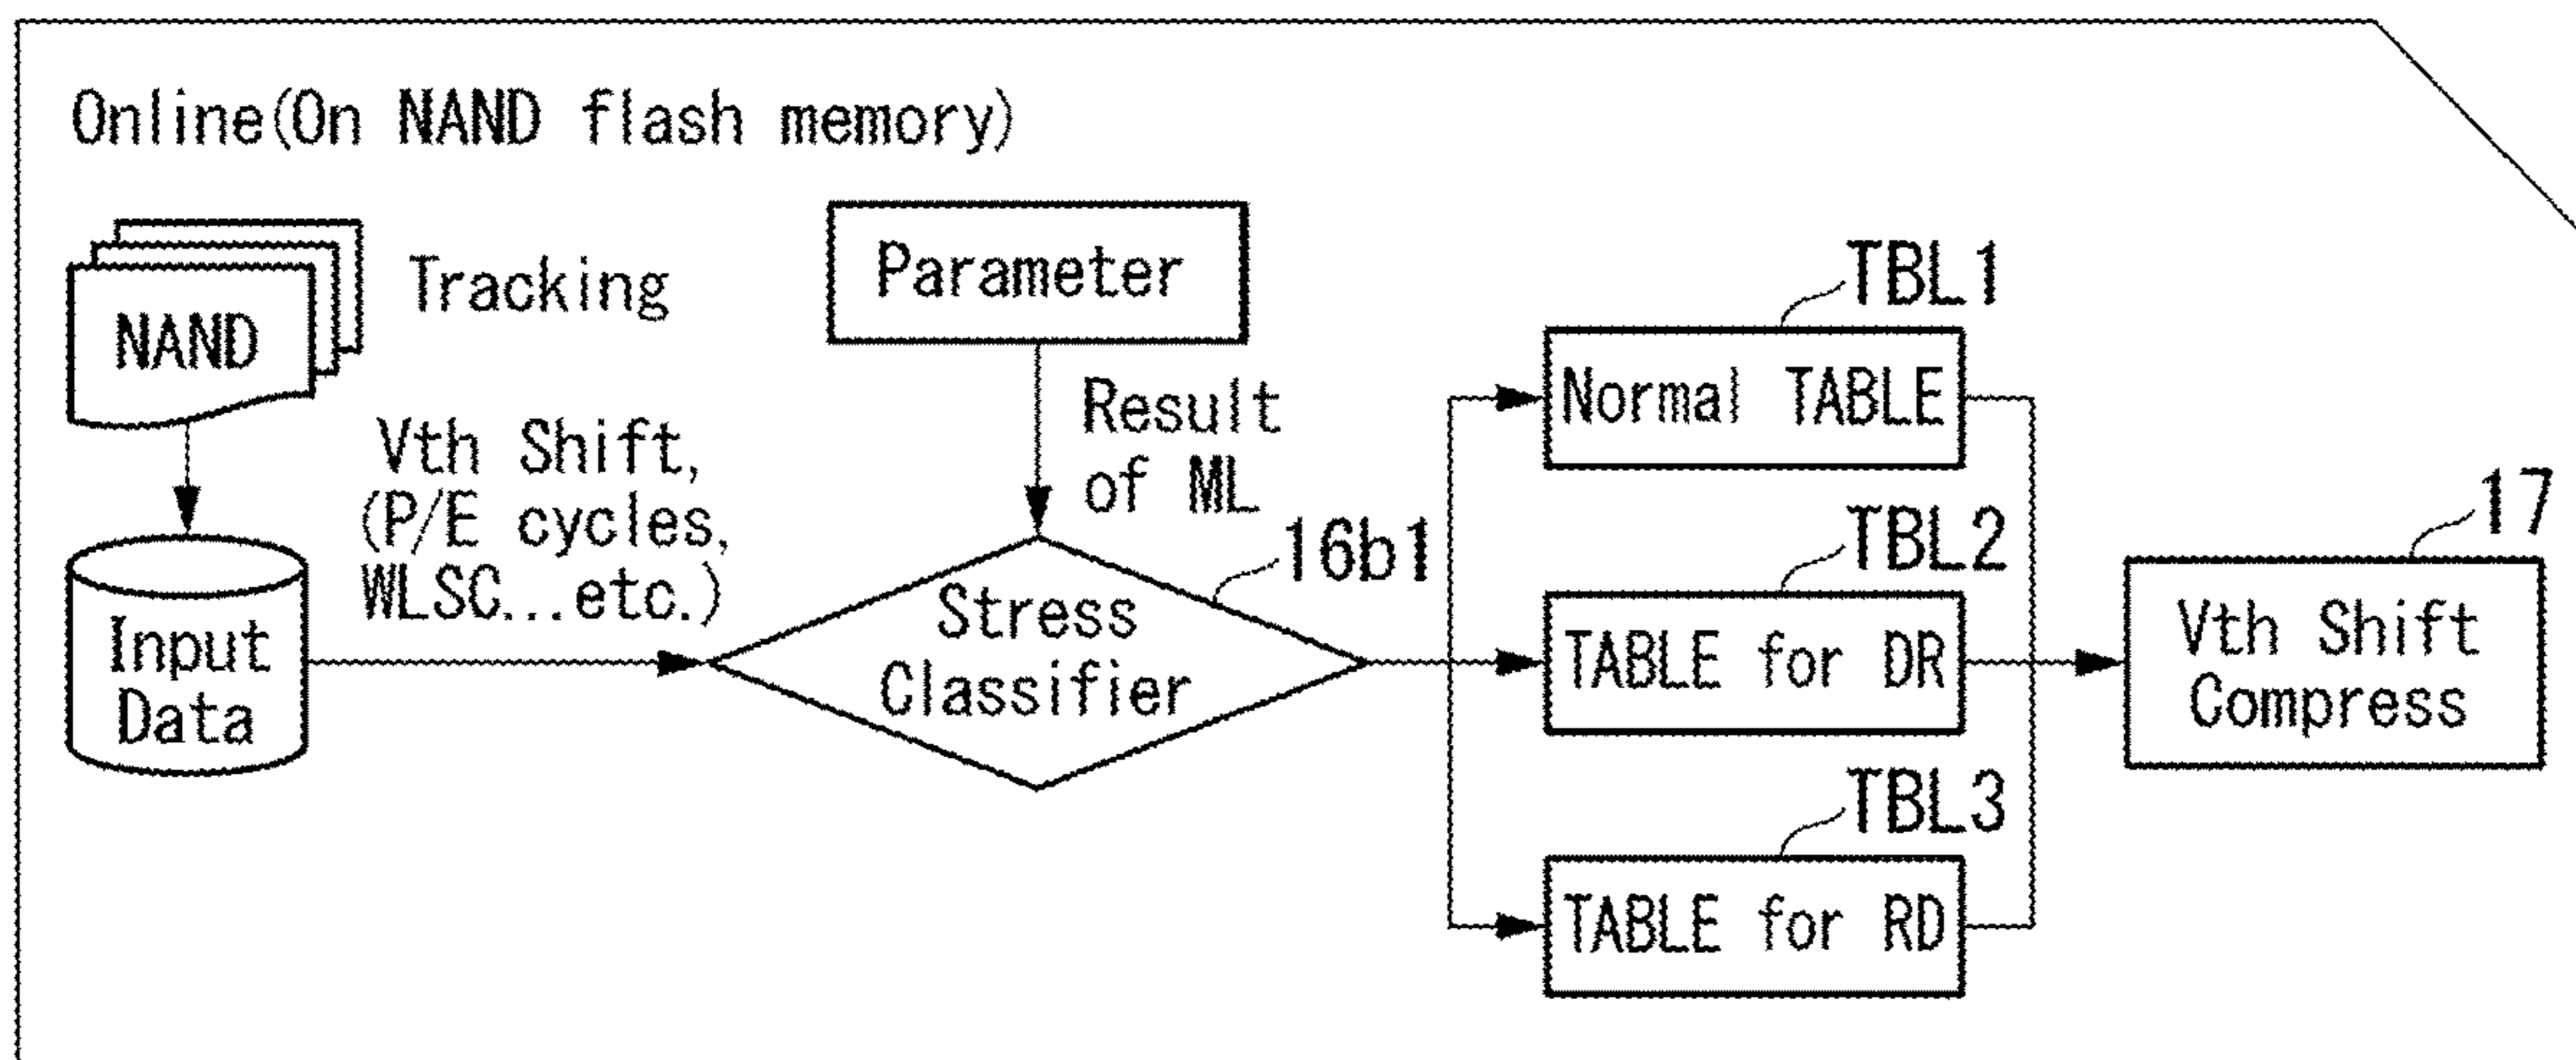 Online(On NAND flash memory)
NAND
Tracking
Input
Data
Vth Shift,
(P/E cycles,
WLSC...etc.)
Parameter
Result
of ML
16b1
Stress
Classifier
TBL1
Normal TABLE
TBL2
TABLE for DR
TBL3
TABLE for RD
17
Vth Shift
Compress